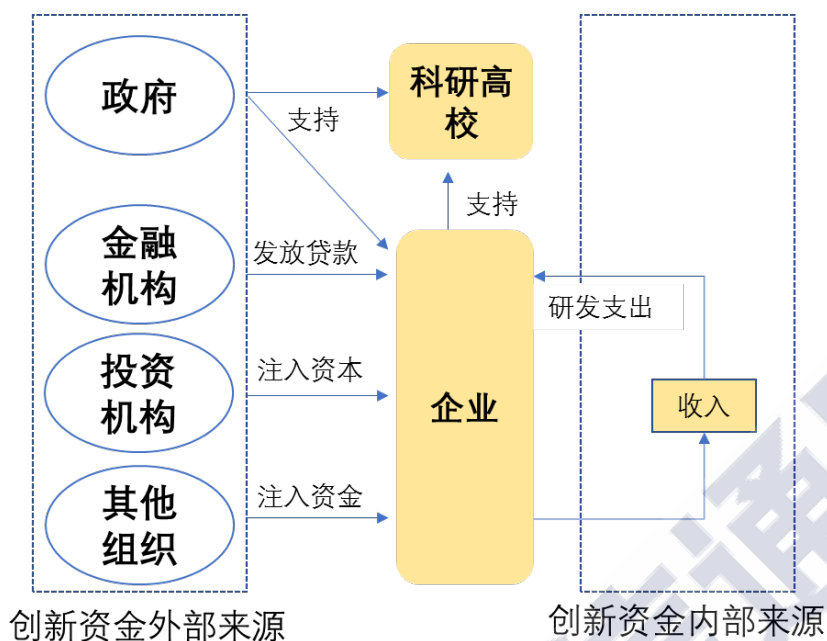 政府
科研高
校
支持
支持
金融
机构
发放贷款
研发支出
投资
机构
注入资本
企业
收入
其他
组织
注入资金
创新资金外部来源
创新资金内部来源